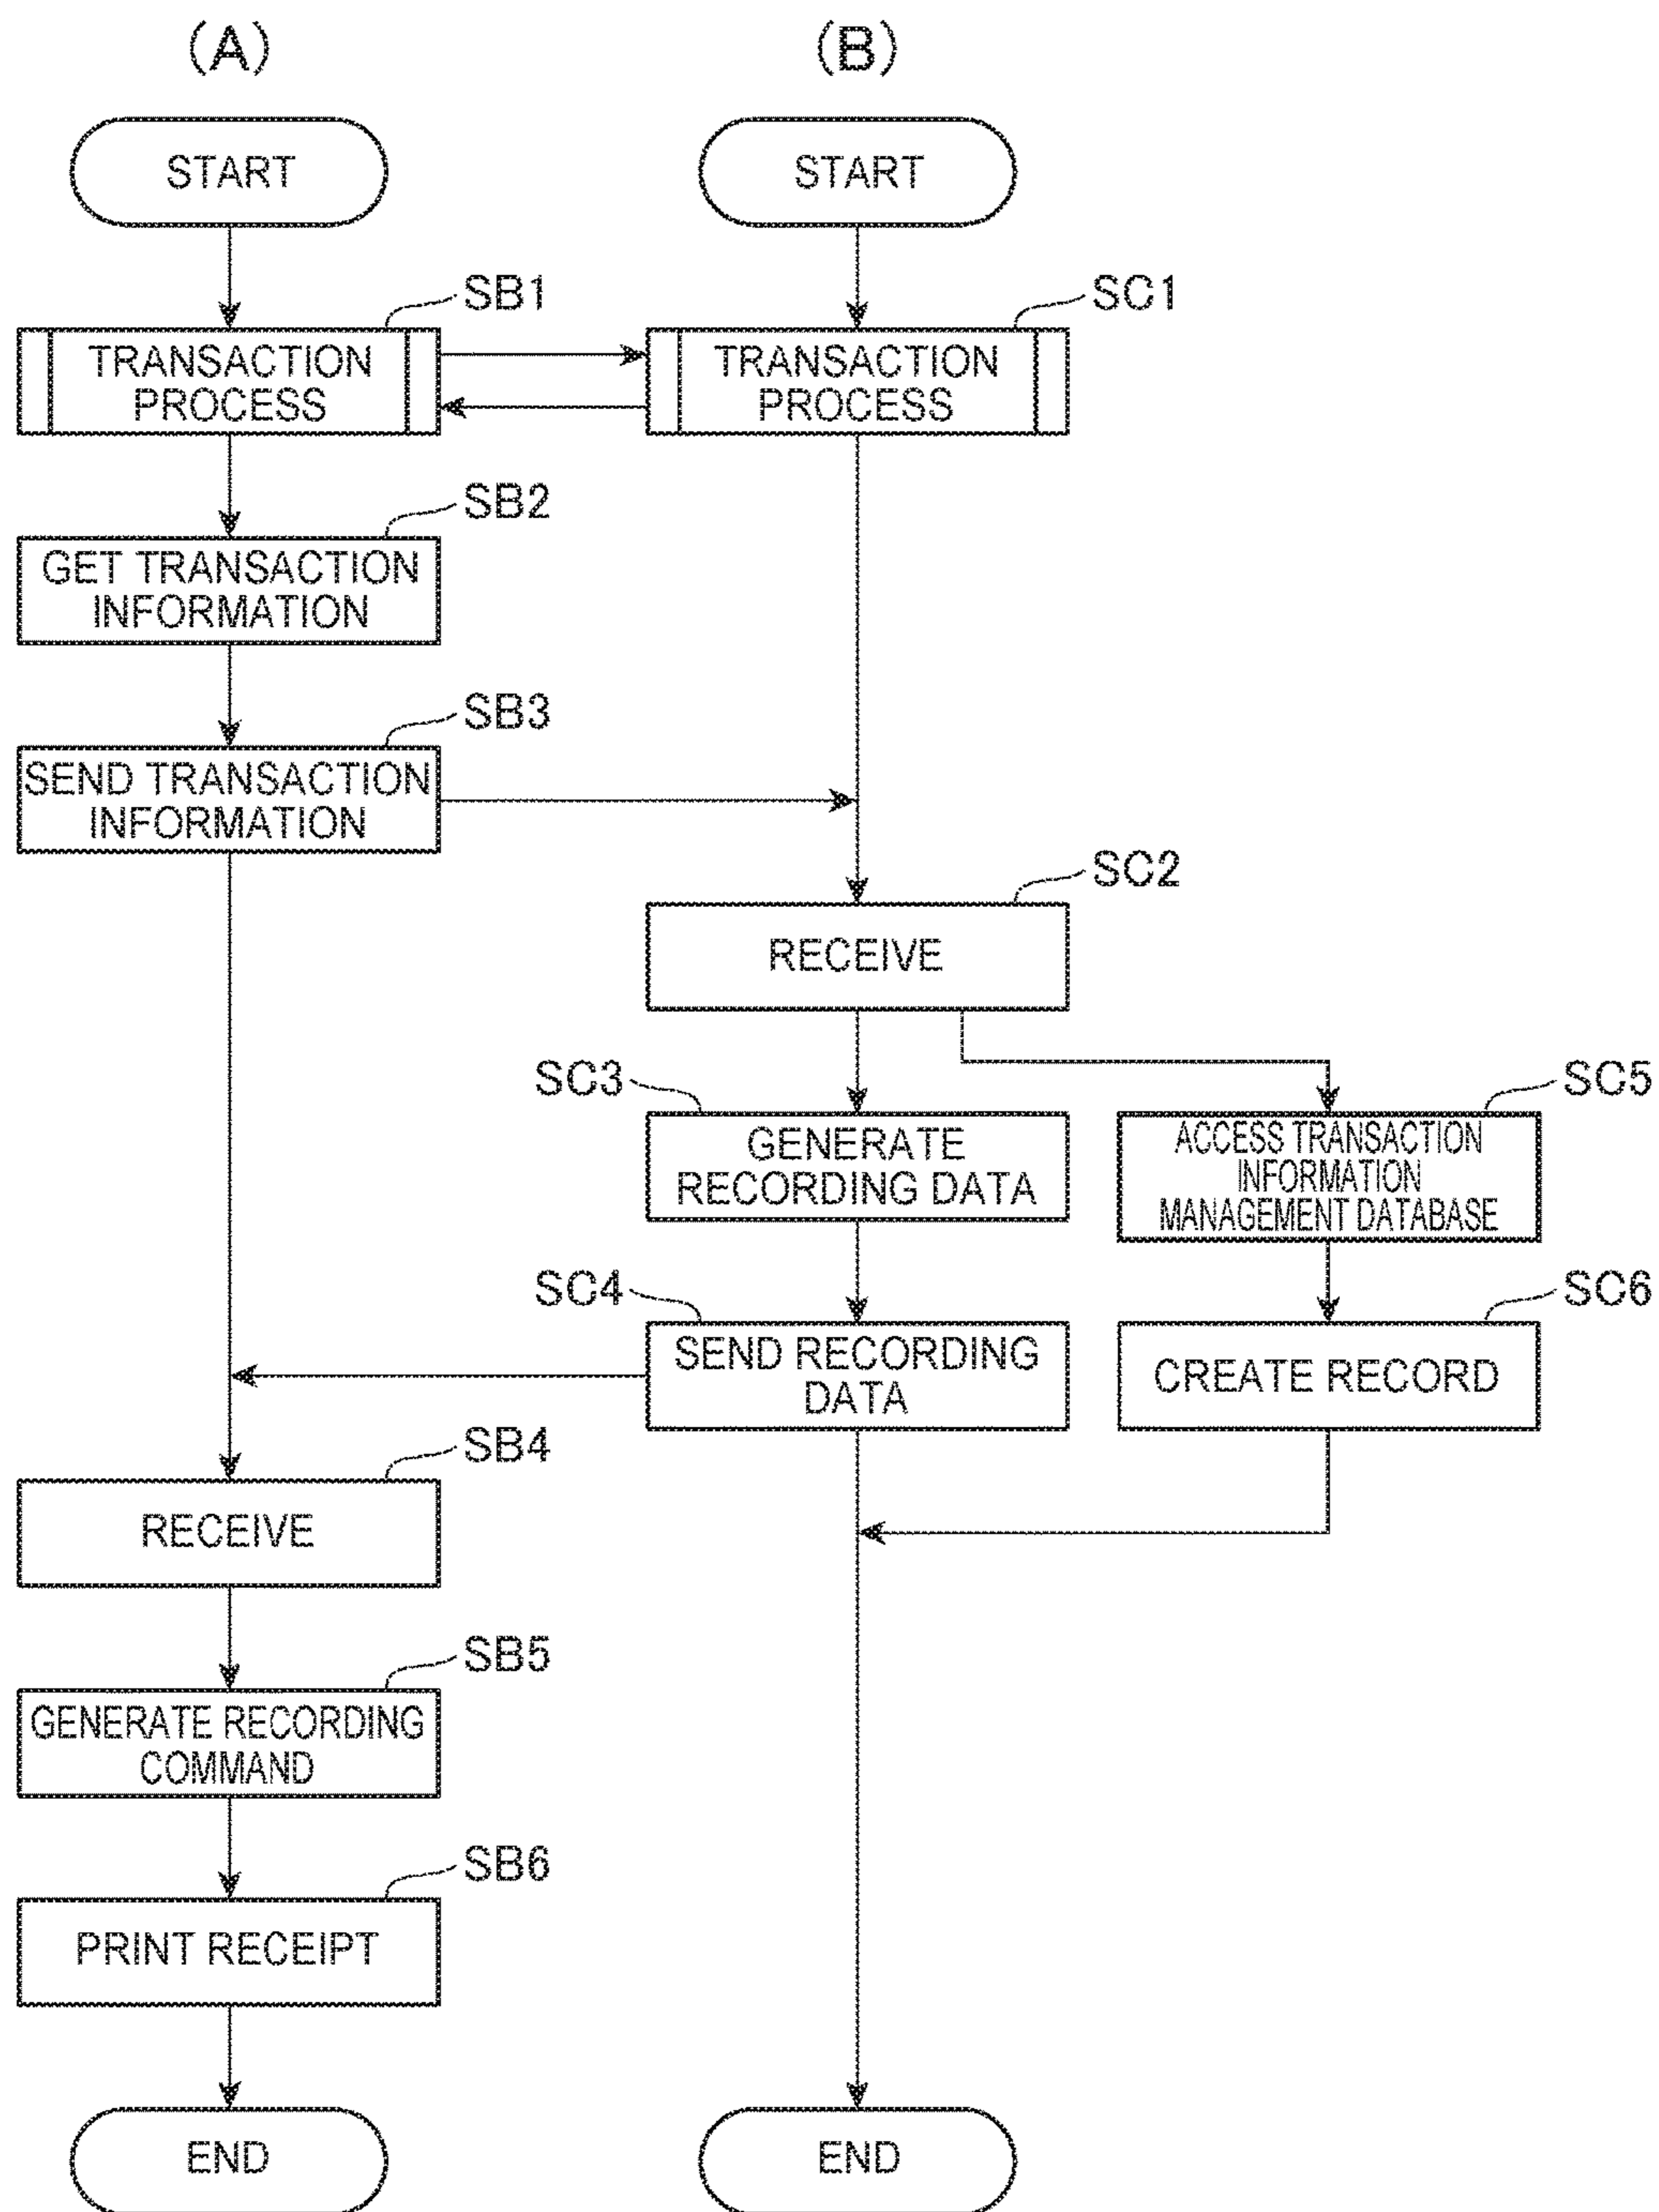 (A)
(B)
START
START
SB1
SC1
TRANSACTION
PROCESS
TRANSACTION
PROCESS
SB2
GET TRANSACTION
INFORMATION
SB3
SEND TRANSACTION
INFORMATION
SC2
RECEIVE
SC3
GENERATE
RECORDING DATA
SC5
ACCESS TRANSACTION
INFORMATION
MANAGEMENT DATABASE
SC4
SEND RECORDING
DATA
SC6
CREATE RECORD
SB4
RECEIVE
SB5
GENERATE RECORDING
COMMAND
SB6
PRINT RECEIPT
END
END